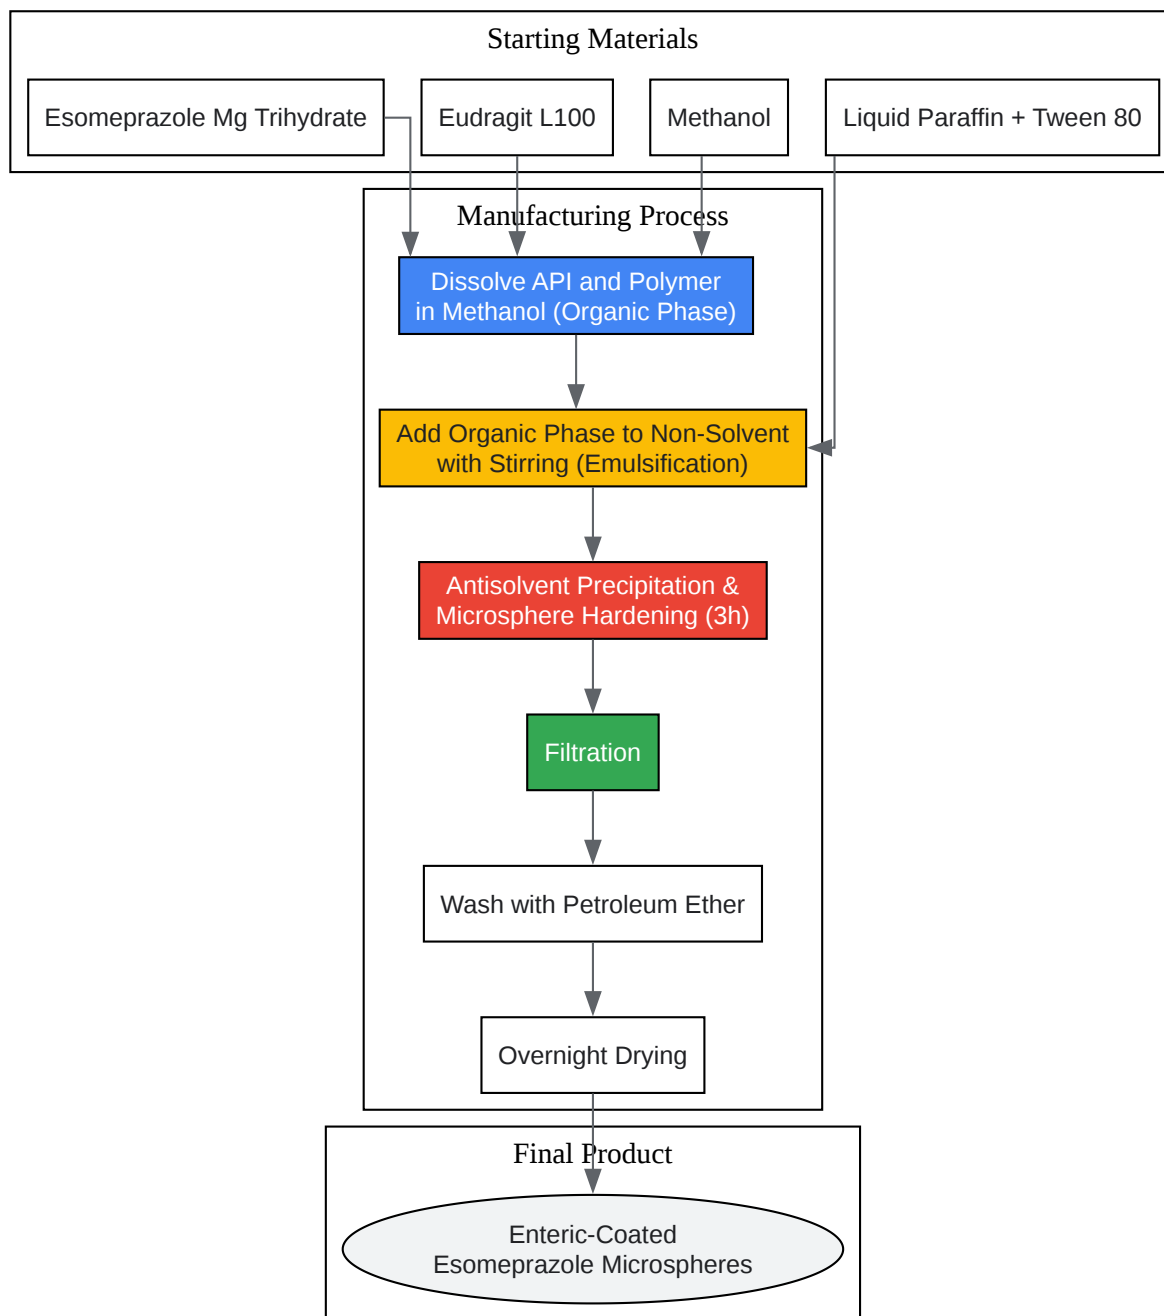 Starting Materials
Esomeprazole Mg Trihydrate
Eudragit L100
Methanol
Liquid Paraffin + Tween 80
Manufacturing Process
Dissolve API and Polymer
in Methanol (Organic Phase)
Add Organic Phase to Non-Solvent
with Stirring (Emulsification)
Antisolvent Precipitation &
Microsphere Hardening (3h)
Filtration
Wash with Petroleum Ether
Overnight Drying
Final Product
Enteric-Coated
Esomeprazole Microspheres